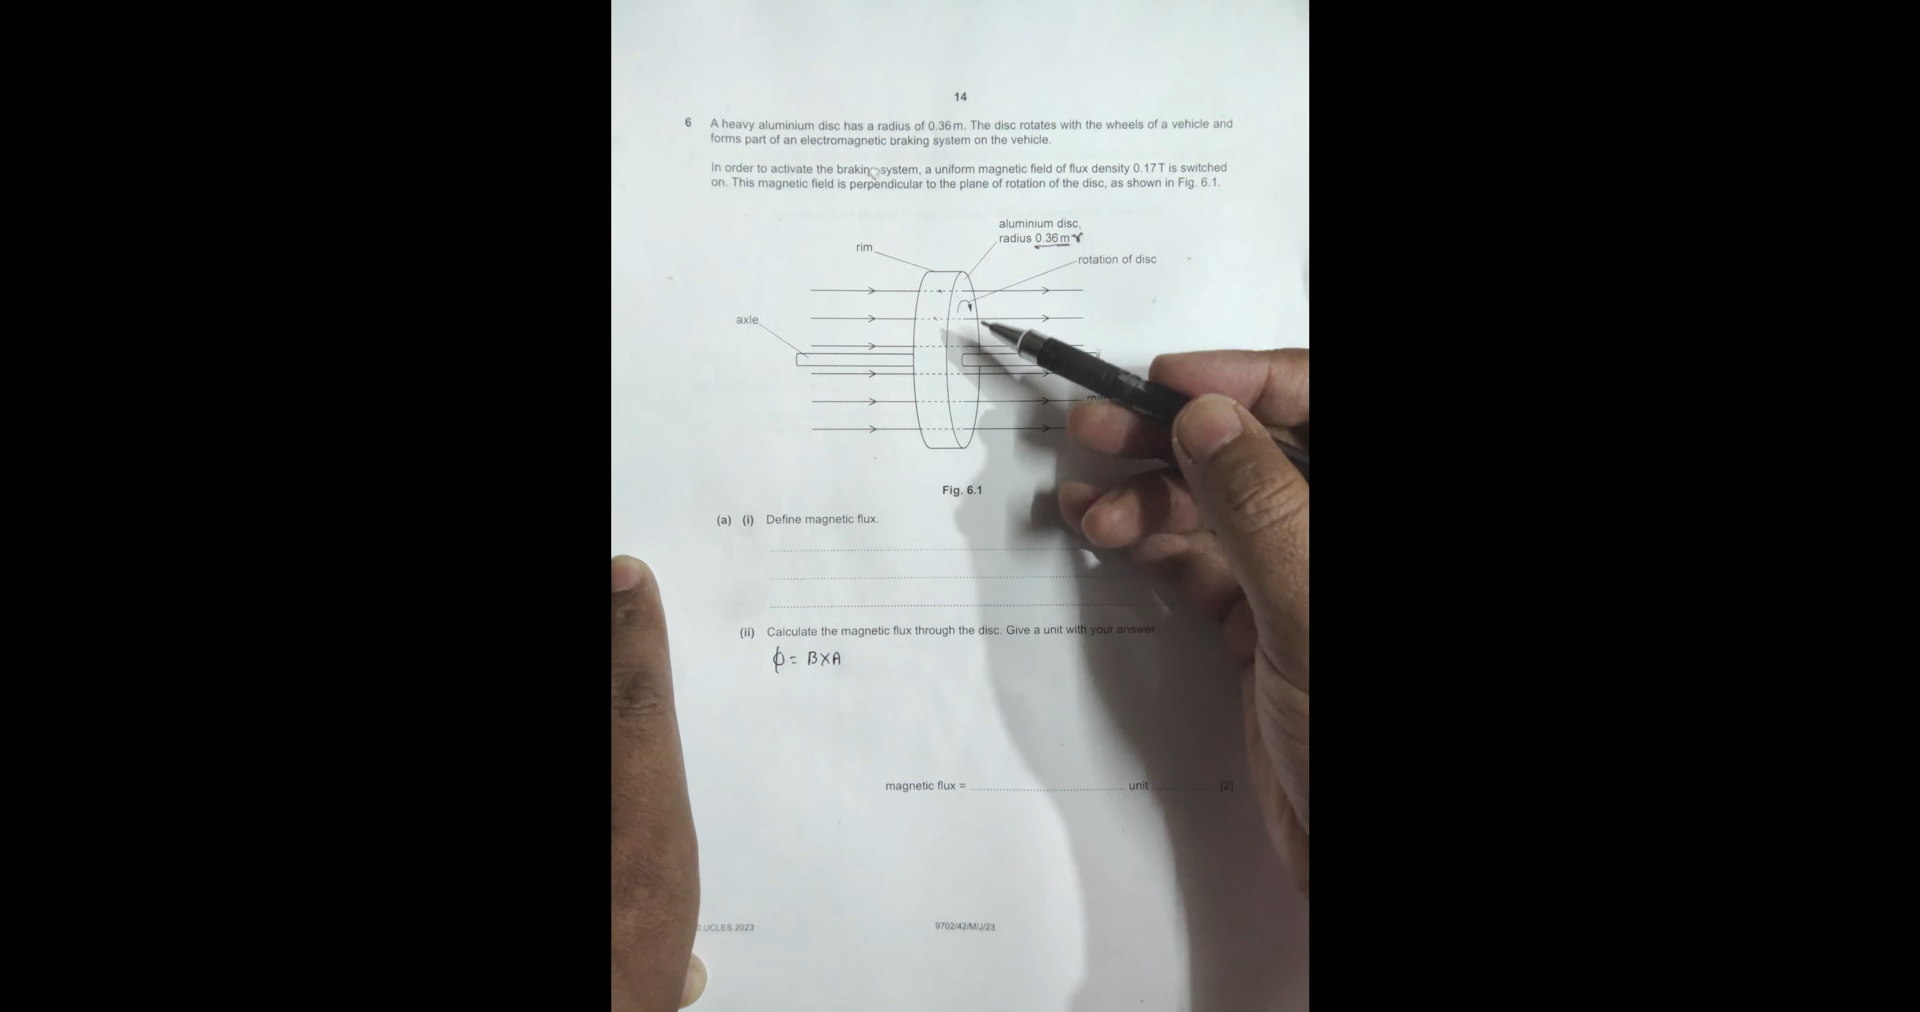 14
6 A heavy aluminium disc has a radius of 0.36 m. The disc rotates with the wheels of a vehicle and
forms part of an electromagnetic braking system on the vehicle.
In order to activate the braking system, a uniform magnetic field of flux density 0.17 T is switched
on. This magnetic field is perpendicular to the plane of rotation of the disc, as shown in Fig. 6.1.
aluminium disc,
radius 0.36 m r
rim
rotation of disc
axle
Fig. 6.1
(a) (i) Define magnetic flux.
(ii) Calculate the magnetic flux through the disc. Give a unit with your answer
ϕ = B×A
magnetic flux = ........................................ unit ................ [2]
UCLES 2023
9702/42/M/J/23